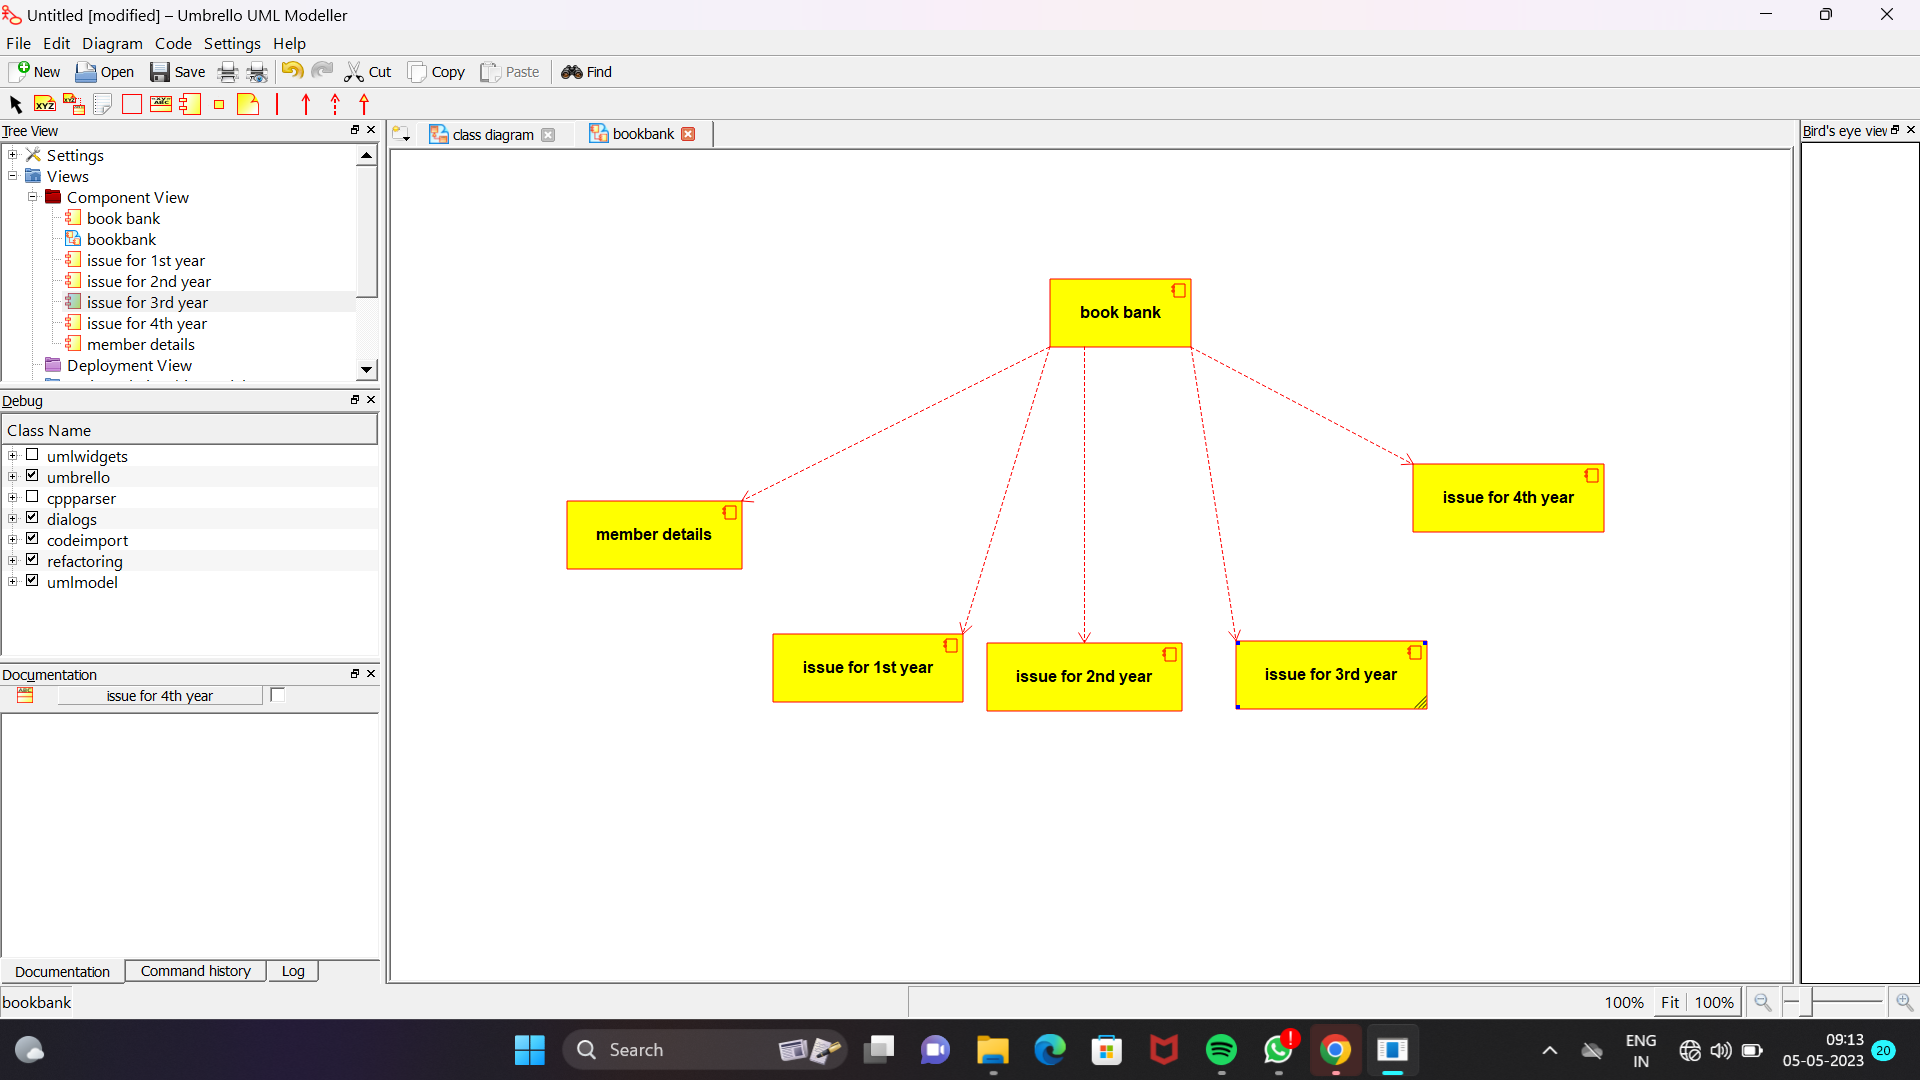 Untitled [modified] – Umbrello UML Modeller
File Edit Diagram Code Settings Help
New Open Save Cut Copy Paste Find
Tree View
Settings
Views
Component View
book bank
bookbank
issue for 1st year
issue for 2nd year
issue for 3rd year
issue for 4th year
member details
Deployment View
Debug
Class Name
umlwidgets
umbrello
cppparser
dialogs
codeimport
refactoring
umlmodel
Documentation
issue for 4th year
Documentation Command history Log
class diagram bookbank
book bank
member details
issue for 4th year
issue for 1st year
issue for 2nd year
issue for 3rd year
Bird's eye view
bookbank
100% Fit 100%
Search
ENG
IN
09:13
05-05-2023
20